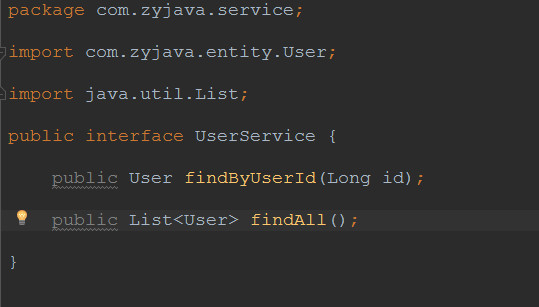 package com.zyjava.service;
import com.zyjava.entity.User;
import java.util.List;
public interface UserService {
public User findByUserId(Long id);
public List<User> findAll();
}